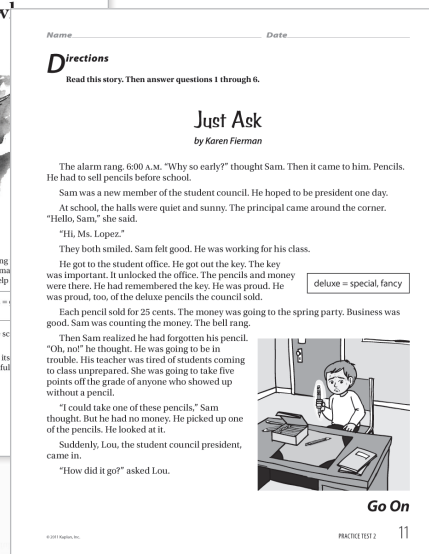 Name Date
Directions
Read this story. Then answer questions 1 through 6.
Just Ask
by Karen Fierman
The alarm rang. 6:00 A.M. “Why so early?” thought Sam. Then it came to him. Pencils.
He had to sell pencils before school.
Sam was a new member of the student council. He hoped to be president one day.
At school, the halls were quiet and sunny. The principal came around the corner.
“Hello, Sam,” she said.
“Hi, Ms. Lopez.”
They both smiled. Sam felt good. He was working for his class.
He got to the student office. He got out the key. The key
was important. It unlocked the office. The pencils and money
were there. He had remembered the key. He was proud. He
was proud, too, of the deluxe pencils the council sold.
deluxe = special, fancy
Each pencil sold for 25 cents. The money was going to the spring party. Business was
good. Sam was counting the money. The bell rang.
Then Sam realized he had forgotten his pencil.
“Oh, no!” he thought. He was going to be in
trouble. His teacher was tired of students coming
to class unprepared. She was going to take five
points off the grade of anyone who showed up
without a pencil.
“I could take one of these pencils,” Sam
thought. But he had no money. He picked up one
of the pencils. He looked at it.
Suddenly, Lou, the student council president,
came in.
“How did it go?” asked Lou.
Go On
© 2011 Kaplan, Inc.
PRACTICE TEST 2 11